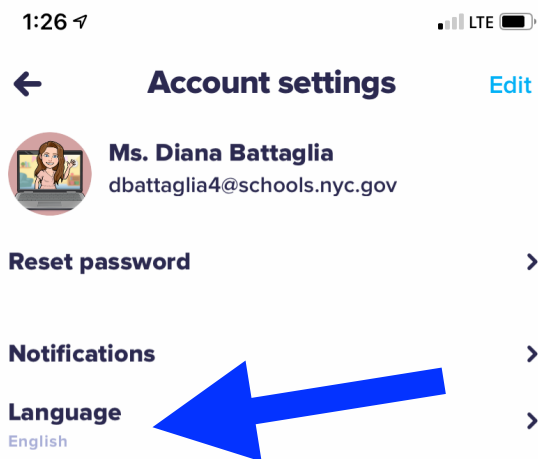 1:26 LTE
Account settings Edit
Ms. Diana Battaglia
dbattaglia4@schools.nyc.gov
Reset password
Notifications
Language
English